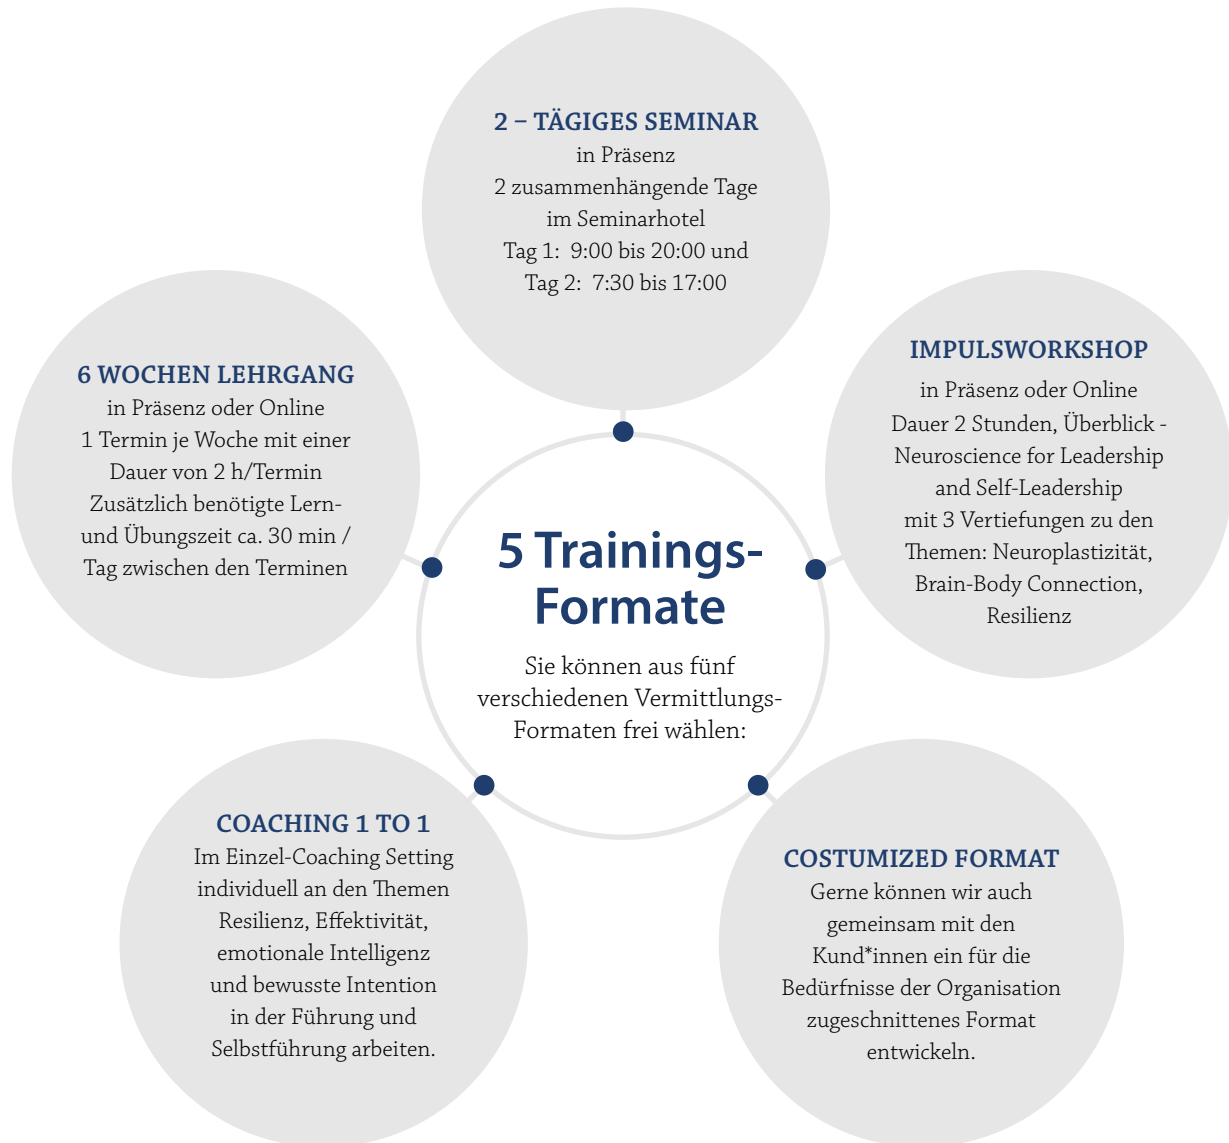 2 – TÄGIGES SEMINAR
in Präsenz
2 zusammenhängende Tage
im Seminarhotel
Tag 1:  9:00 bis 20:00 und
Tag 2:  7:30 bis 17:00
6 WOCHEN LEHRGANG
in Präsenz oder Online
1 Termin je Woche mit einer
Dauer von 2 h/Termin
Zusätzlich benötigte Lern-
und Übungszeit ca. 30 min /
Tag zwischen den Terminen
IMPULSWORKSHOP
in Präsenz oder Online
Dauer 2 Stunden, Überblick -
Neuroscience for Leadership
and Self-Leadership
mit 3 Vertiefungen zu den
Themen: Neuroplastizität,
Brain-Body Connection,
Resilienz
5 Trainings-
Formate
Sie können aus fünf
verschiedenen Vermittlungs-
Formaten frei wählen:
COACHING 1 TO 1
Im Einzel-Coaching Setting
individuell an den Themen
Resilienz, Effektivität,
emotionale Intelligenz
und bewusste Intention
in der Führung und
Selbstführung arbeiten.
COSTUMIZED FORMAT
Gerne können wir auch
gemeinsam mit den
Kund*innen ein für die
Bedürfnisse der Organisation
zugeschnittenes Format
entwickeln.